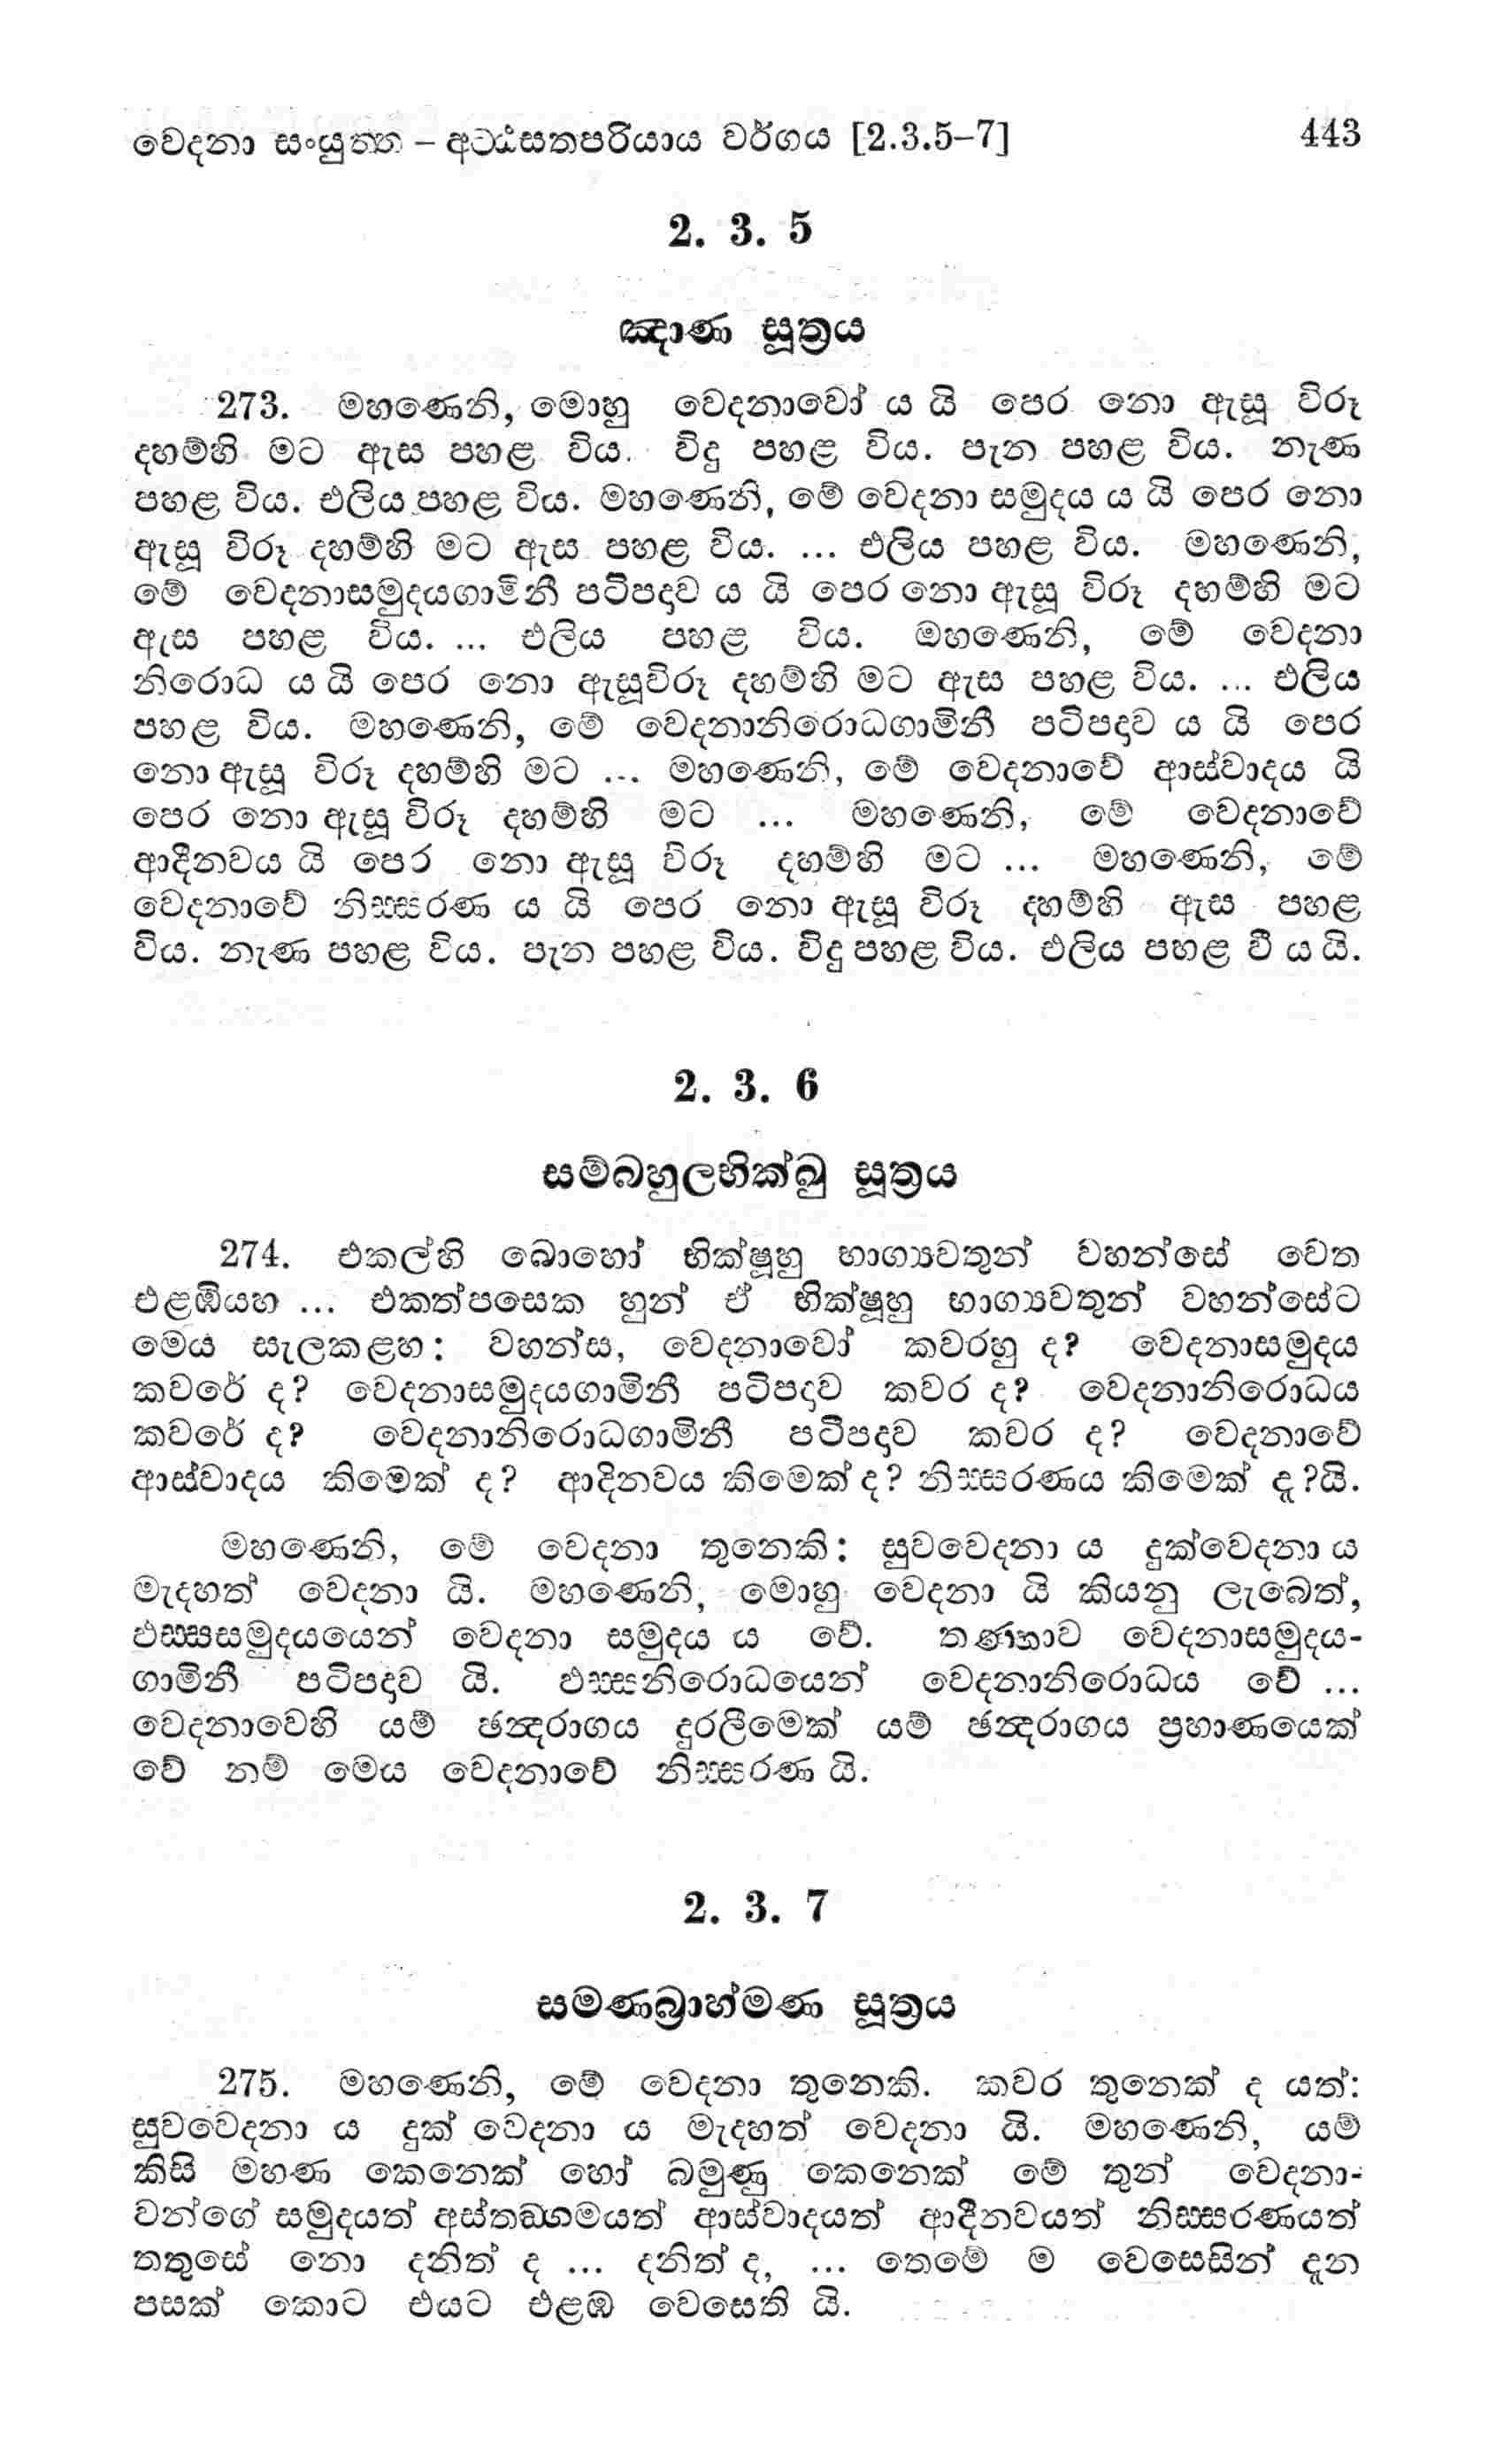 වෙදනා සංයුත්ත – අට්ඨසතපරියාය වර්ගය [2.3.5–7] 443
2. 3. 5
ඤාණ සූත්‍රය
273. මහණෙනි, මොහු වෙදනාවෝ ය යි පෙර නො ඇසූ විරූ
දහම්හි මට ඇස පහළ විය. විදු පහළ විය. පැන පහළ විය. නැණ
පහළ විය. එලිය පහළ විය. මහණෙනි, මේ වෙදනා සමුදය ය යි පෙර නො
ඇසූ විරූ දහම්හි මට ඇස පහළ විය. ... එලිය පහළ විය. මහණෙනි,
මේ වෙදනාසමුදයගාමිනී පටිපදාව ය යි පෙර නො ඇසූ විරූ දහම්හි මට
ඇස පහළ විය. ... එලිය පහළ විය. ඔහණෙනි, මේ වෙදනා
නිරොධ ය යි පෙර නො ඇසූවිරූ දහම්හි මට ඇස පහළ විය. ... එලිය
පහළ විය. මහණෙනි, මේ වෙදනානිරොධගාමිනී පටිපදාව ය යි පෙර
නො ඇසූ විරූ දහම්හි මට ... මහණෙනි, මේ වෙදනාවේ ආස්වාදය යි
පෙර නො ඇසූ විරූ දහම්හි මට ... මහණෙනි, මේ වෙදනාවේ
ආදීනවය යි පෙර නො ඇසූ විරූ දහම්හි මට ... මහණෙනි, මේ
වෙදනාවේ නිස්සරණ ය යි පෙර නො ඇසූ විරූ දහම්හි ඇස පහළ
විය. නැණ පහළ විය. පැන පහළ විය. විදු පහළ විය. එලිය පහළ වී ය යි.
2. 3. 6
සම්බහුලභික්ඛු සූත්‍රය
274. එකල්හි බොහෝ භික්ෂූහු භාග්‍යවතුන් වහන්සේ වෙත
එළඹියහ ... එකත්පසෙක හුන් ඒ භික්ෂූහු භාග්‍යවතුන් වහන්සේට
මෙය සැලකළහ: වහන්ස, වෙදනාවෝ කවරහු ද? වෙදනාසමුදය
කවරේ ද? වෙදනාසමුදයගාමිනී පටිපදාව කවර ද? වෙදනානිරොධය
කවරේ ද? වෙදනානිරොධගාමිනී පටිපදාව කවර ද? වෙදනාවේ
ආස්වාදය කිමෙක් ද? ආදිනවය කිමෙක් ද? නිස්සරණය කිමෙක් ද?යි.
මහණෙනි, මේ වෙදනා තුනෙකි: සුවවෙදනා ය දුක්වෙදනා ය
මැදහත් වෙදනා යි. මහණෙනි, මොහු වෙදනා යි කියනු ලැබෙත්,
ඵස්සසමුදයයෙන් වෙදනා සමුදය ය වේ. තණ්හාව වෙදනාසමුදය-
ගාමිනී පටිපදාව යි. ඵස්සනිරොධයෙන් වෙදනානිරොධය වේ ...
වෙදනාවෙහි යම් ඡන්දරාගය දුරලීමෙක් යම් ඡන්දරාගය ප්‍රහාණයෙක්
වේ නම් මෙය වෙදනාවේ නිස්සරණ යි.
2. 3. 7
සමණබ්‍රාහ්මණ සූත්‍රය
275. මහණෙනි, මේ වෙදනා තුනෙකි. කවර තුනෙක් ද යත්:
සුවවෙදනා ය දුක් වෙදනා ය මැදහත් වෙදනා යි. මහණෙනි, යම්
කිසි මහණ කෙනෙක් හෝ බමුණු කෙනෙක් මේ තුන් වෙදනා-
වන්ගේ සමුදයත් අස්තඞ්ගමයත් ආස්වාදයත් ආදීනවයත් නිස්සරණයත්
තතුසේ නො දනිත් ද ... දනිත් ද, ... තෙමේ ම වෙසෙසින් දැන
පසක් කොට එයට එළඹ වෙසෙති යි.